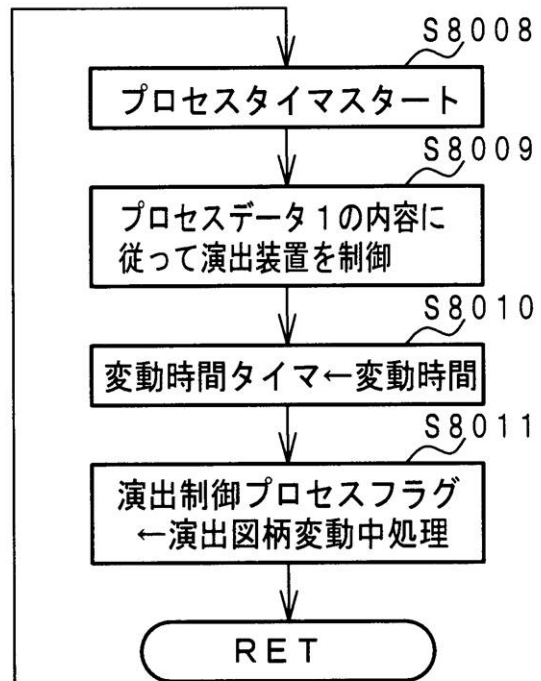 S8008
プロセスタイマスタート
S8009
プロセスデータ1の内容に
従って演出装置を制御
S8010
変動時間タイマ←変動時間
S8011
演出制御プロセスフラグ
←演出図柄変動中処理
RET